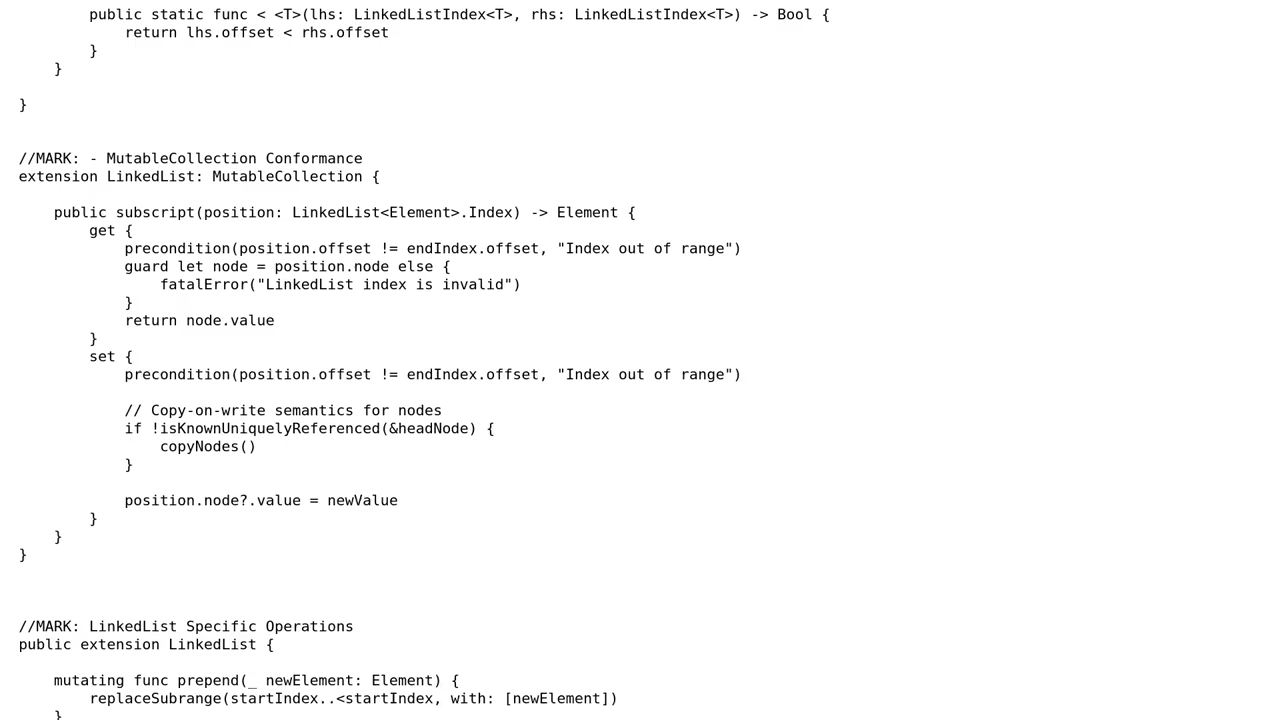 public static func < <T>(lhs: LinkedListIndex<T>, rhs: LinkedListIndex<T>) -> Bool {
            return lhs.offset < rhs.offset
        }
    }

}


//MARK: - MutableCollection Conformance
extension LinkedList: MutableCollection {

    public subscript(position: LinkedList<Element>.Index) -> Element {
        get {
            precondition(position.offset != endIndex.offset, "Index out of range")
            guard let node = position.node else {
                fatalError("LinkedList index is invalid")
            }
            return node.value
        }
        set {
            precondition(position.offset != endIndex.offset, "Index out of range")

            // Copy-on-write semantics for nodes
            if !isKnownUniquelyReferenced(&headNode) {
                copyNodes()
            }

            position.node?.value = newValue
        }
    }
}



//MARK: LinkedList Specific Operations
public extension LinkedList {

    mutating func prepend(_ newElement: Element) {
        replaceSubrange(startIndex..<startIndex, with: [newElement])
    }